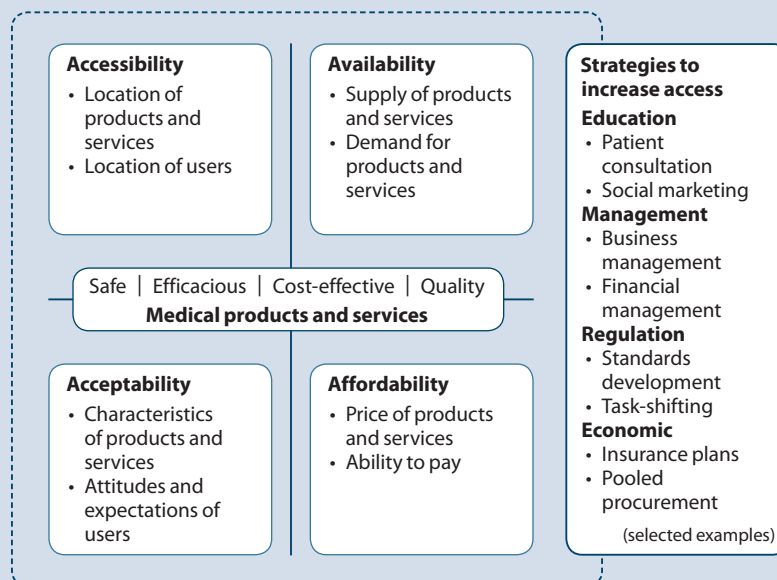 Accessibility
• Location of
products and
services
• Location of users
Availability
• Supply of products
and services
• Demand for
products and
services
Safe | Efficacious | Cost-effective | Quality
Medical products and services
Acceptability
• Characteristics
of products and
services
• Attitudes and
expectations of
users
Affordability
• Price of products
and services
• Ability to pay
Strategies to
increase access
Education
• Patient
consultation
• Social marketing
Management
• Business
management
• Financial
management
Regulation
• Standards
development
• Task-shifting
Economic
• Insurance plans
• Pooled
procurement
(selected examples)